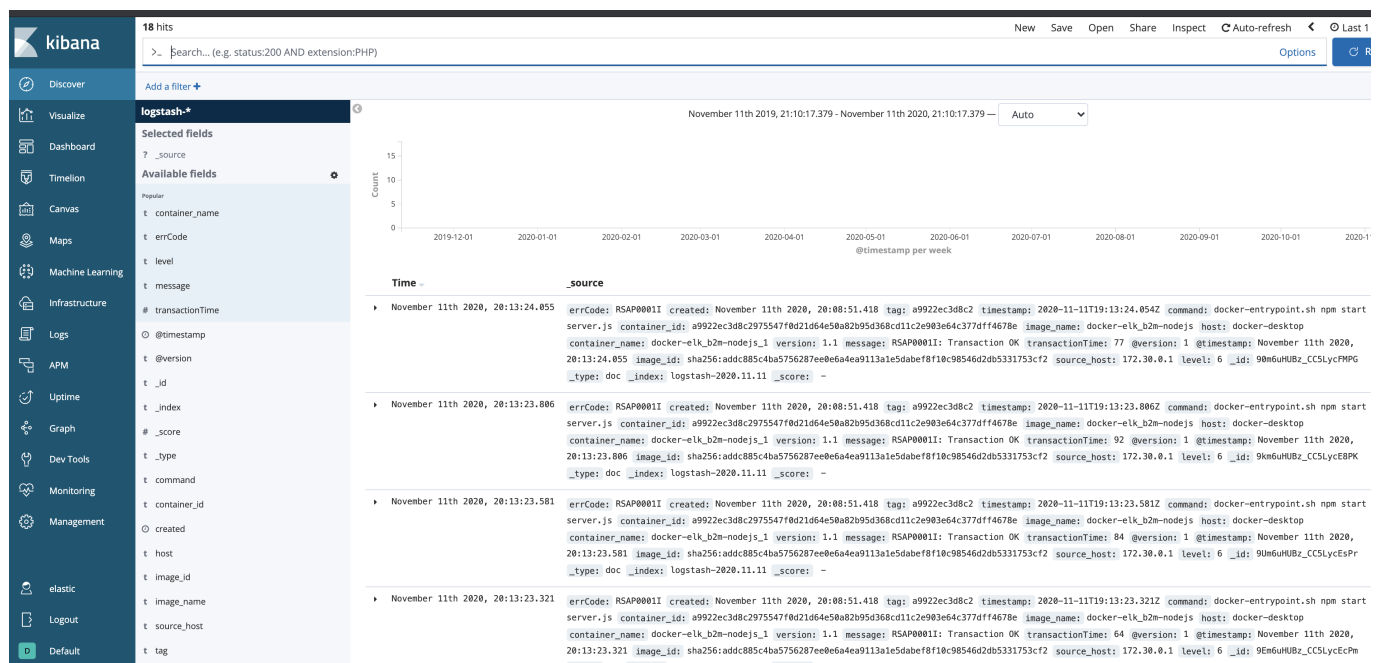 18 hits
New Save Open Share Inspect Auto-refresh Last 1
kibana
>_ Search... (e.g. status:200 AND extension:PHP)
Options
R
Discover
Visualize
Dashboard
Timelion
Canvas
Maps
Machine Learning
Infrastructure
Logs
APM
Uptime
Graph
Dev Tools
Monitoring
Management
elastic
Logout
D Default
Add a filter +
logstash-*
Selected fields
? _source
Available fields
Popular
t container_name
t errCode
t level
t message
# transactionTime
@timestamp
t @version
t _id
t _index
# _score
t _type
t command
t container_id
created
t host
t image_id
t image_name
t source_host
t tag
November 11th 2019, 21:10:17.379 - November 11th 2020, 21:10:17.379 — Auto
Count
15
10
5
0
2019-12-01 2020-01-01 2020-02-01 2020-03-01 2020-04-01 2020-05-01 2020-06-01 2020-07-01 2020-08-01 2020-09-01 2020-10-01 2020-1
@timestamp per week
Time _source
November 11th 2020, 20:13:24.055 errCode: RSAP0001I created: November 11th 2020, 20:08:51.418 tag: a9922ec3d8c2 timestamp: 2020-11-11T19:13:24.054Z command: docker-entrypoint.sh npm start
server.js container_id: a9922ec3d8c2975547f0d21d64e50a82b95d368cd11c2e903e64c377dff4678e image_name: docker-elk_b2m-nodejs host: docker-desktop
container_name: docker-elk_b2m-nodejs_1 version: 1.1 message: RSAP0001I: Transaction OK transactionTime: 77 @version: 1 @timestamp: November 11th 2020,
20:13:24.055 image_id: sha256:addc885c4ba5756287ee0e6a4ea9113a1e5dabef8f10c98546d2db5331753cf2 source_host: 172.30.0.1 level: 6 _id: 90m6uHUBz_CC5LycFMPG
_type: doc _index: logstash-2020.11.11 _score: -
November 11th 2020, 20:13:23.806 errCode: RSAP0001I created: November 11th 2020, 20:08:51.418 tag: a9922ec3d8c2 timestamp: 2020-11-11T19:13:23.806Z command: docker-entrypoint.sh npm start
server.js container_id: a9922ec3d8c2975547f0d21d64e50a82b95d368cd11c2e903e64c377dff4678e image_name: docker-elk_b2m-nodejs host: docker-desktop
container_name: docker-elk_b2m-nodejs_1 version: 1.1 message: RSAP0001I: Transaction OK transactionTime: 92 @version: 1 @timestamp: November 11th 2020,
20:13:23.806 image_id: sha256:addc885c4ba5756287ee0e6a4ea9113a1e5dabef8f10c98546d2db5331753cf2 source_host: 172.30.0.1 level: 6 _id: 9km6uHUBz_CC5LycE8PK
_type: doc _index: logstash-2020.11.11 _score: -
November 11th 2020, 20:13:23.581 errCode: RSAP0001I created: November 11th 2020, 20:08:51.418 tag: a9922ec3d8c2 timestamp: 2020-11-11T19:13:23.581Z command: docker-entrypoint.sh npm start
server.js container_id: a9922ec3d8c2975547f0d21d64e50a82b95d368cd11c2e903e64c377dff4678e image_name: docker-elk_b2m-nodejs host: docker-desktop
container_name: docker-elk_b2m-nodejs_1 version: 1.1 message: RSAP0001I: Transaction OK transactionTime: 84 @version: 1 @timestamp: November 11th 2020,
20:13:23.581 image_id: sha256:addc885c4ba5756287ee0e6a4ea9113a1e5dabef8f10c98546d2db5331753cf2 source_host: 172.30.0.1 level: 6 _id: 9Um6uHUBz_CC5LycEsPr
_type: doc _index: logstash-2020.11.11 _score: -
November 11th 2020, 20:13:23.321 errCode: RSAP0001I created: November 11th 2020, 20:08:51.418 tag: a9922ec3d8c2 timestamp: 2020-11-11T19:13:23.321Z command: docker-entrypoint.sh npm start
server.js container_id: a9922ec3d8c2975547f0d21d64e50a82b95d368cd11c2e903e64c377dff4678e image_name: docker-elk_b2m-nodejs host: docker-desktop
container_name: docker-elk_b2m-nodejs_1 version: 1.1 message: RSAP0001I: Transaction OK transactionTime: 64 @version: 1 @timestamp: November 11th 2020,
20:13:23.321 image_id: sha256:addc885c4ba5756287ee0e6a4ea9113a1e5dabef8f10c98546d2db5331753cf2 source_host: 172.30.0.1 level: 6 _id: 9Em6uHUBz_CC5LycEcPm